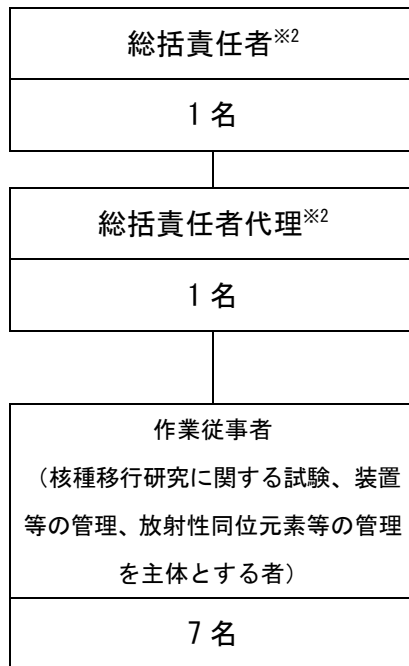 総括責任者※2
1名
総括責任者代理※2
1名
作業従事者
（核種移行研究に関する試験、装置
等の管理、放射性同位元素等の管理
を主体とする者）
7名